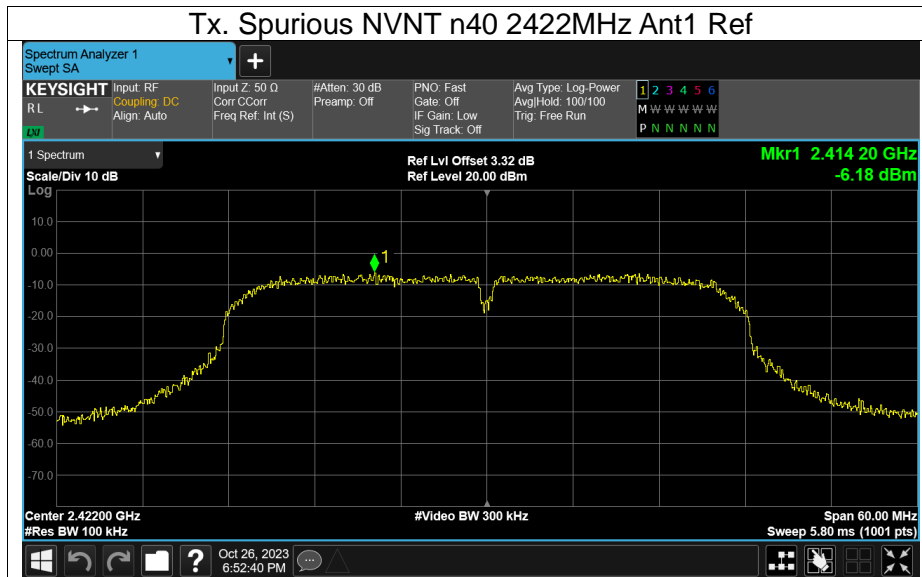 Tx. Spurious NVNT n40 2422MHz Ant1 Ref
Spectrum Analyzer 1
Swept SA
+
KEYSIGHT
RL
LXI
Input: RF
Coupling: DC
Align: Auto
Input Z: 50 Ω
Corr CCorr
Freq Ref: Int (S)
#Atten: 30 dB
Preamp: Off
PNO: Fast
Gate: Off
IF Gain: Low
Sig Track: Off
Avg Type: Log-Power
Avg|Hold: 100/100
Trig: Free Run
1 2 3 4 5 6
M W W W W W
P N N N N N
1 Spectrum
Scale/Div 10 dB
Ref Lvl Offset 3.32 dB
Ref Level 20.00 dBm
Mkr1 2.414 20 GHz
-6.18 dBm
Log
10.0
0.00
-10.0
-20.0
-30.0
-40.0
-50.0
-60.0
-70.0
1
Center 2.42200 GHz
#Res BW 100 kHz
#Video BW 300 kHz
Span 60.00 MHz
Sweep 5.80 ms (1001 pts)
?
Oct 26, 2023
6:52:40 PM